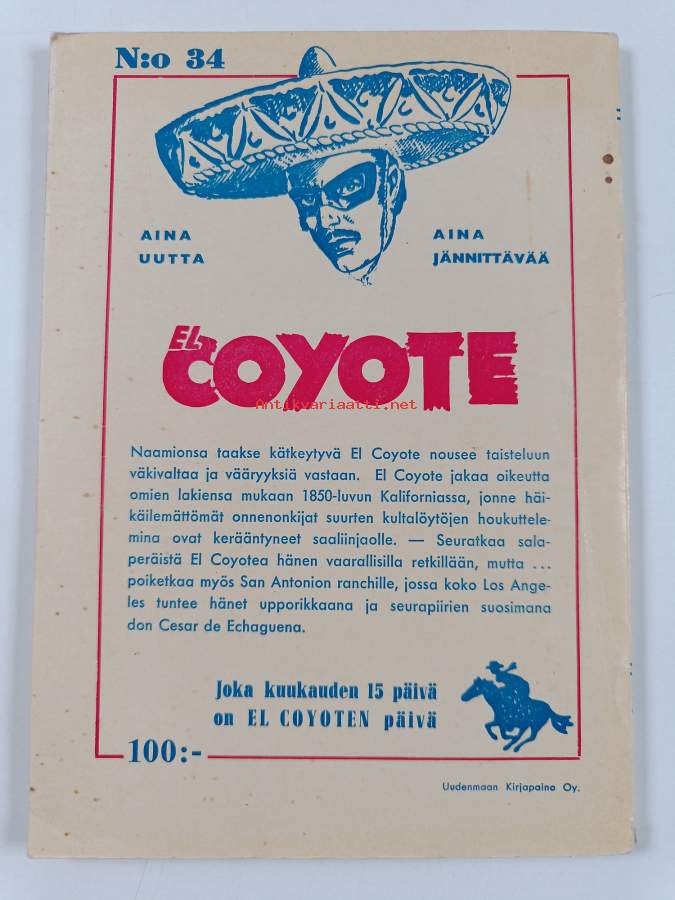 N:o 34
AINA
UUTTA
AINA
JÄNNITTÄVÄÄ
EL
COYOTE
Antikvariaatti.net
Naamionsa taakse kätkeytyvä El Coyote nousee taisteluun
väkivaltaa ja vääryyksiä vastaan. El Coyote jakaa oikeutta
omien lakiensa mukaan 1850-luvun Kaliforniassa, jonne häi-
käilemättömät onnenonkijat suurten kultalöytöjen houkuttele-
mina ovat kerääntyneet saaliinjaolle. — Seuratkaa sala-
peräistä El Coyotea hänen vaarallisilla retkillään, mutta ...
poiketkaa myös San Antonion ranchille, jossa koko Los Ange-
les tuntee hänet upporikkaana ja seurapiirien suosimana
don Cesar de Echaguena.
Joka kuukauden 15 päivä
on EL COYOTEN päivä
100:-
Uudenmaan Kirjapaino Oy.